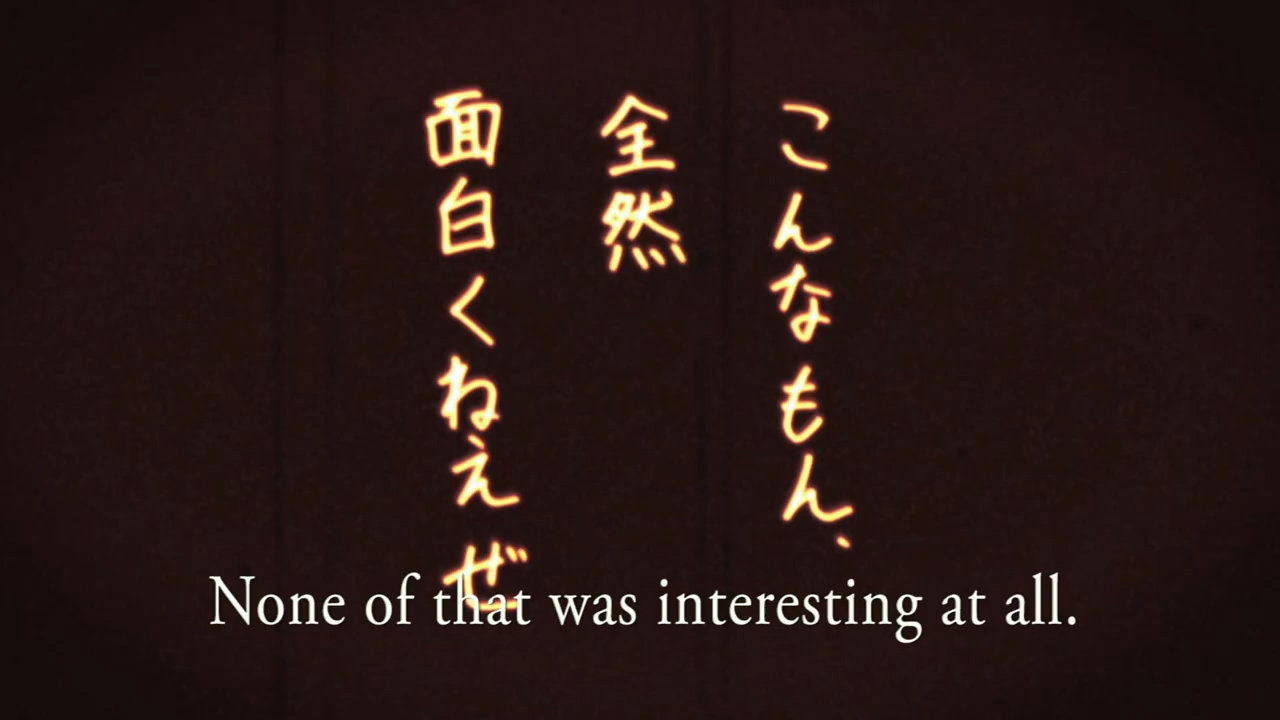 こんなもん、
全然
面白くねえぜ
None of that was interesting at all.